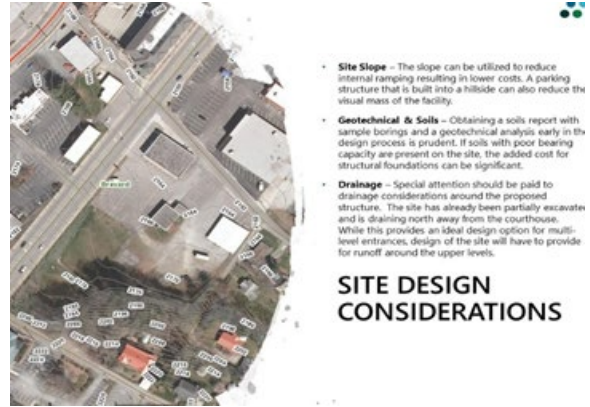 • Site Slope – The slope can be utilized to reduce
internal ramping resulting in lower costs. A parking
structure that is built into a hillside can also reduce the
visual mass of the facility.
• Geotechnical & Soils – Obtaining a soils report with
sample borings and a geotechnical analysis early in the
design process is prudent. If soils with poor bearing
capacity are present on the site, the added cost for
structural foundations can be significant.
• Drainage – Special attention should be paid to
drainage considerations around the proposed
structure. The site has already been partially excavated
and is draining north away from the courthouse.
While this provides an ideal design option for multi-
level entrances, design of the site will have to provide
for runoff around the upper levels.
SITE DESIGN
CONSIDERATIONS
Brevard